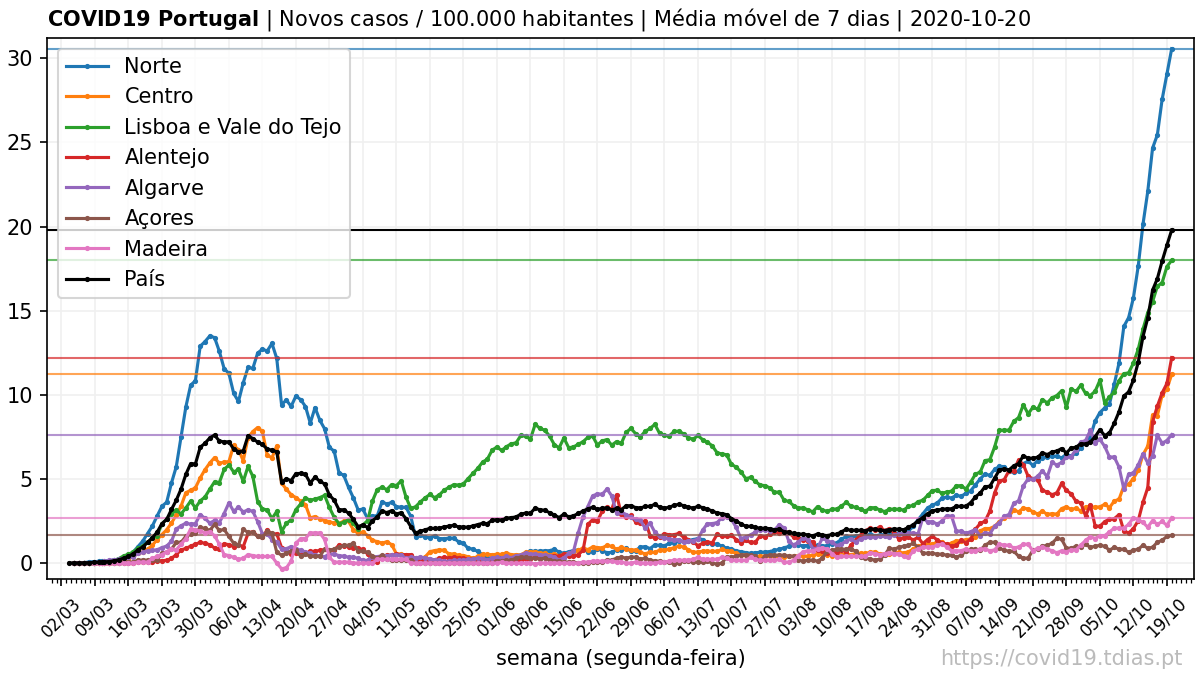 COVID19 Portugal | Novos casos / 100.000 habitantes | Média móvel de 7 dias | 2020-10-20
30
25
20
15
10
5
0
Norte
Centro
Lisboa e Vale do Tejo
Alentejo
Algarve
Açores
Madeira
País
02/03 09/03 16/03 23/03 30/03 06/04 13/04 20/04 27/04 04/05 11/05 18/05 25/05 01/06 08/06 15/06 22/06 29/06 06/07 13/07 20/07 27/07 03/08 10/08 17/08 24/08 31/08 07/09 14/09 21/09 28/09 05/10 12/10 19/10
semana (segunda-feira)
https://covid19.tdias.pt